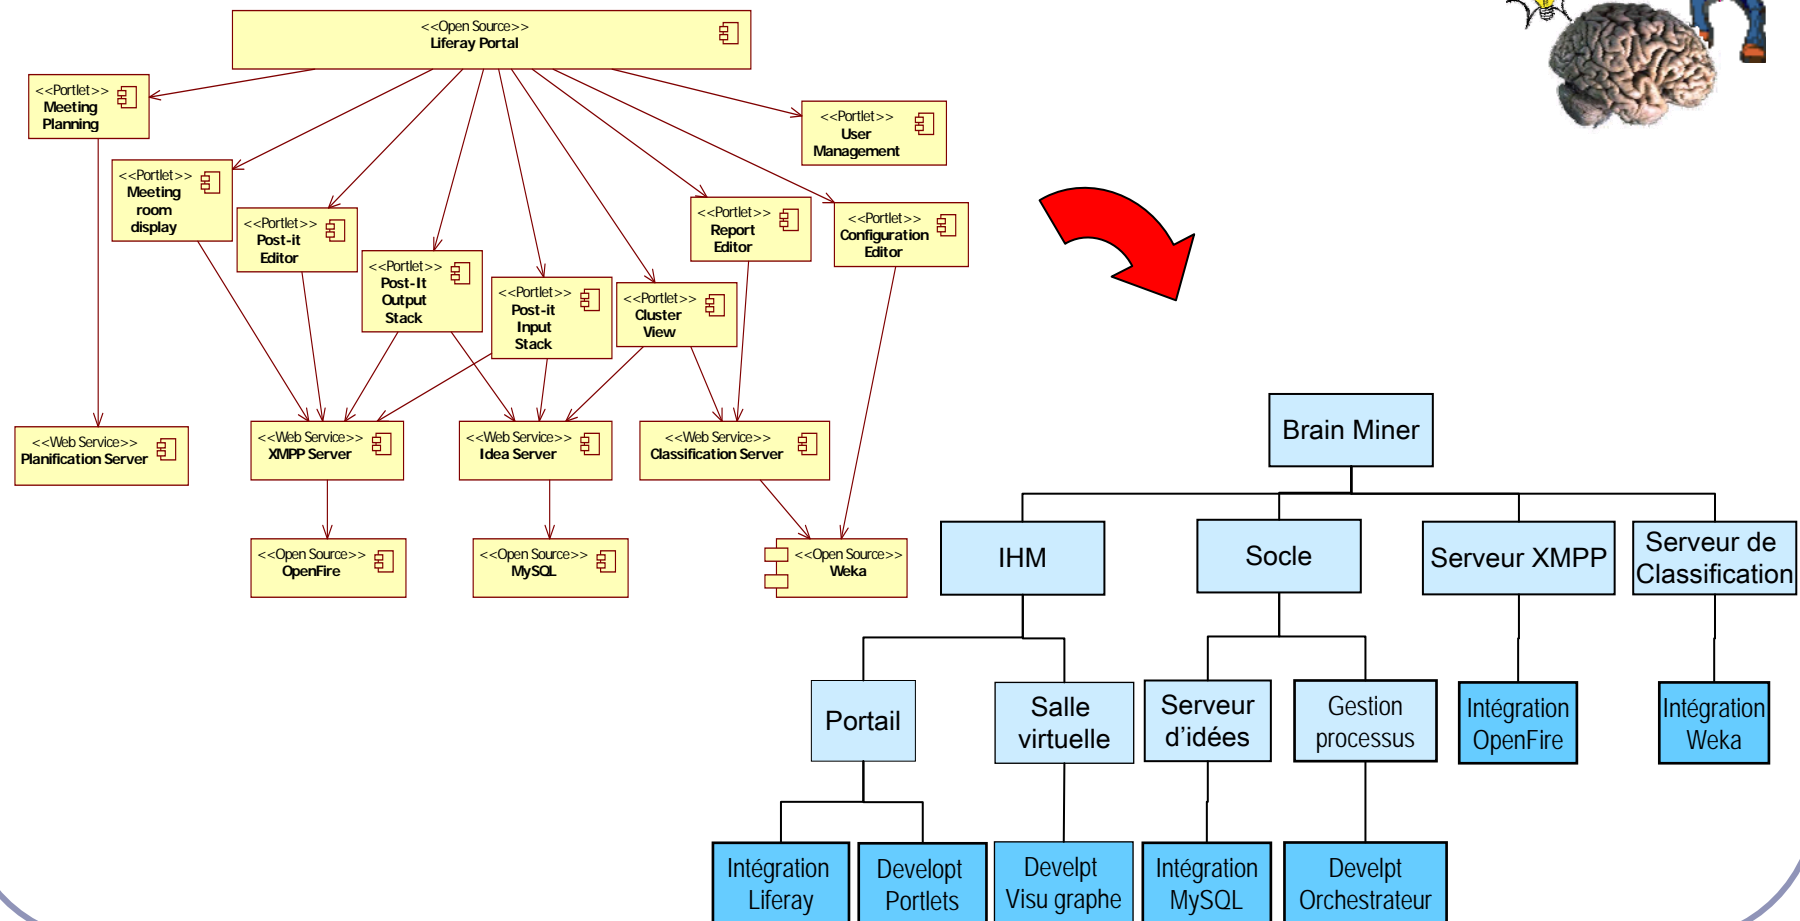 <<Open Source>>
Liferay Portal
<<Portlet>>
Meeting
Planning
<<Portlet>>
User
Management
<<Portlet>>
Meeting
room
display
<<Portlet>>
Post-it
Editor
<<Portlet>>
Report
Editor
<<Portlet>>
Configuration
Editor
<<Portlet>>
Post-It
Output
Stack
<<Portlet>>
Post-it
Input
Stack
<<Portlet>>
Cluster
View
<<Web Service>>
Planification Server
<<Web Service>>
XMPP Server
<<Web Service>>
Idea Server
<<Web Service>>
Classification Server
<<Open Source>>
OpenFire
<<Open Source>>
MySQL
<<Open Source>>
Weka
Brain Miner
IHM
Socle
Serveur XMPP
Serveur de
Classification
Portail
Salle
virtuelle
Serveur
d’idées
Gestion
processus
Intégration
OpenFire
Intégration
Weka
Intégration
Liferay
Developt
Portlets
Develpt
Visu graphe
Intégration
MySQL
Develpt
Orchestrateur